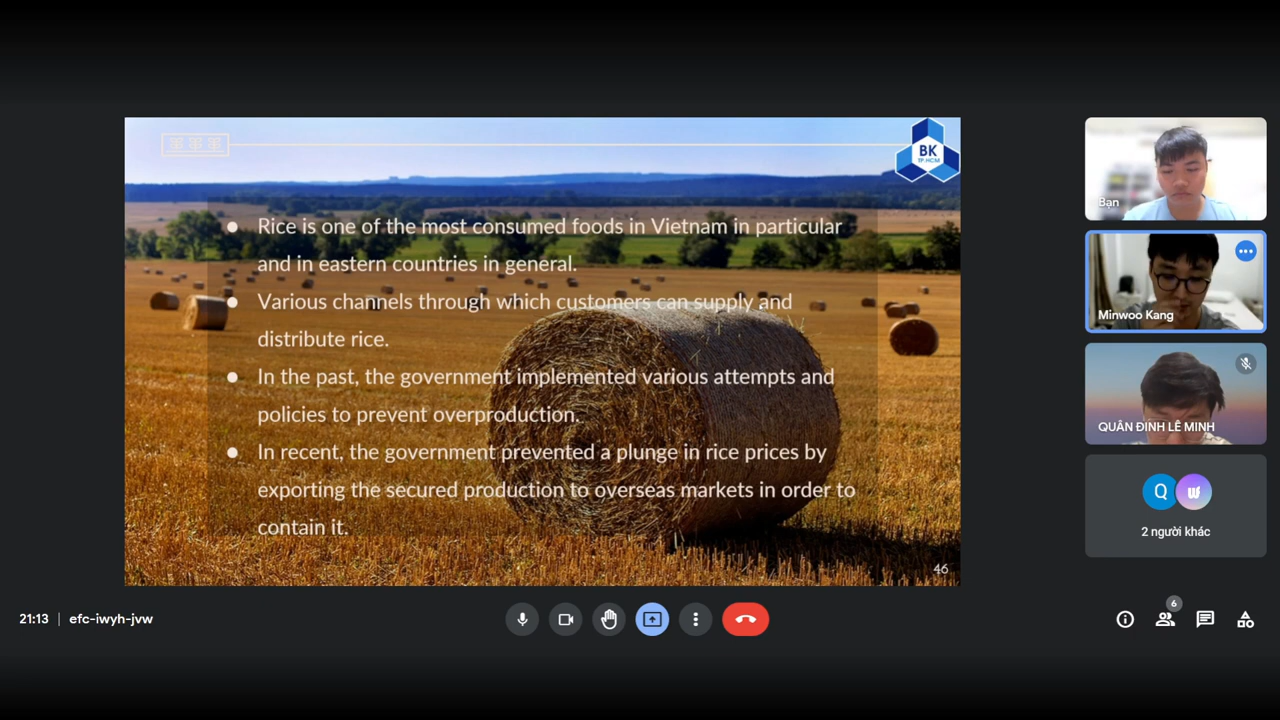 BK
TP.HCM
Rice is one of the most consumed foods in Vietnam in particular
and in eastern countries in general.
Various channels through which customers can supply and
distribute rice.
In the past, the government implemented various attempts and
policies to prevent overproduction.
In recent, the government prevented a plunge in rice prices by
exporting the secured production to overseas markets in order to
contain it.
46
Bạn
Minwoo Kang
QUÂN ĐINH LÊ MINH
Q
2 người khác
21:13 | efc-iwyh-jvw
6